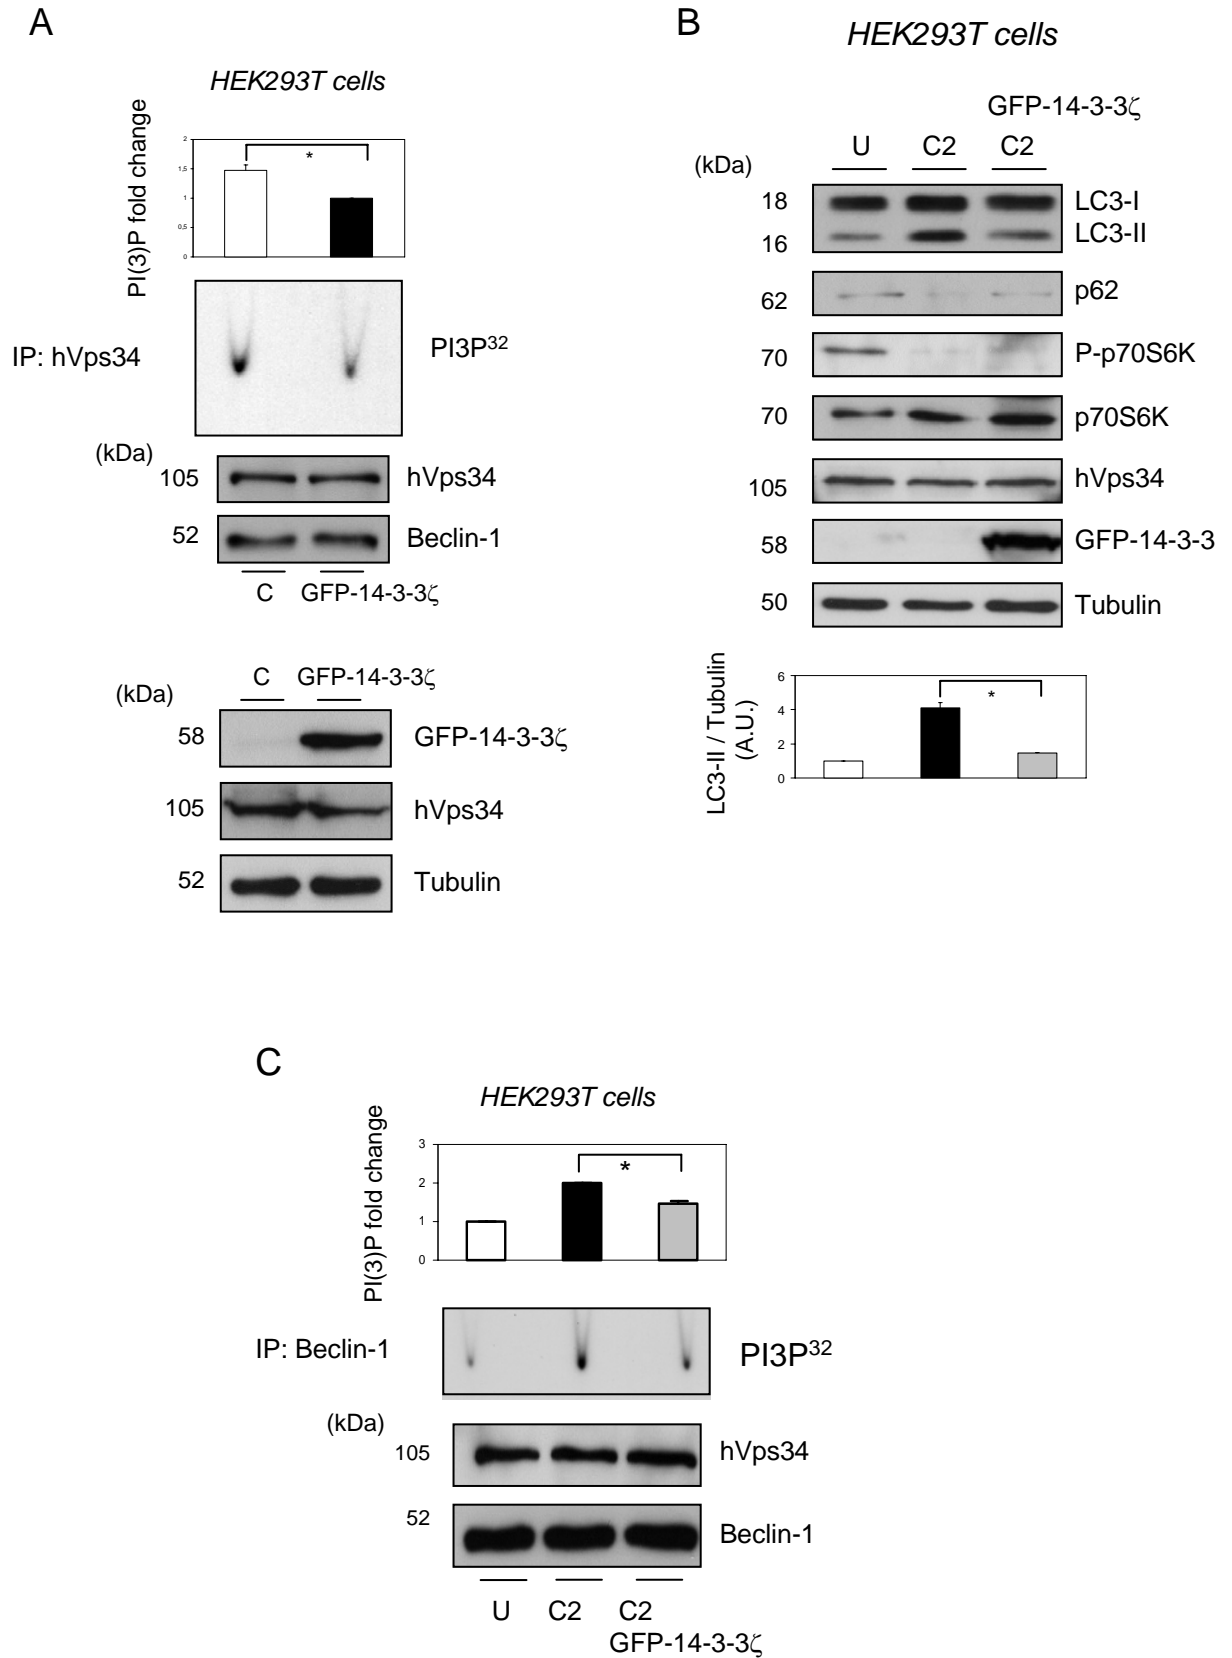 A
HEK293T cells
PI(3)P fold change
2
1,5
1
0,5
0
*
IP: hVps34
PI3P32
(kDa)
105
hVps34
52
Beclin-1
C
GFP-14-3-3ζ
C
GFP-14-3-3ζ
(kDa)
58
GFP-14-3-3ζ
105
hVps34
52
Tubulin
B
HEK293T cells
GFP-14-3-3ζ
U
C2
C2
(kDa)
18
LC3-I
16
LC3-II
62
p62
70
P-p70S6K
70
p70S6K
105
hVps34
58
GFP-14-3-3
50
Tubulin
LC3-II / Tubulin
(A.U.)
6
4
2
0
*
C
HEK293T cells
PI(3)P fold change
3
2
1
0
*
IP: Beclin-1
PI3P32
(kDa)
105
hVps34
52
Beclin-1
U
C2
C2
GFP-14-3-3ζ